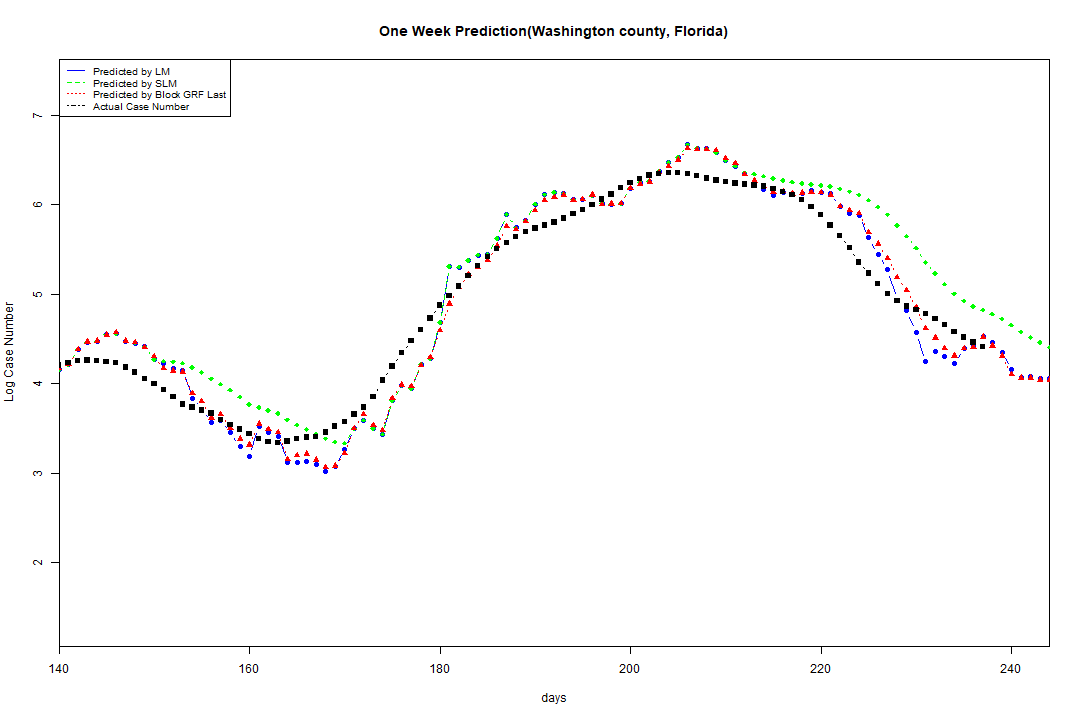 One Week Prediction(Washington county, Florida)
Predicted by LM
Predicted by SLM
Predicted by Block GRF Last
Actual Case Number
7
6
5
4
3
2
Log Case Number
140 160 180 200 220 240
days